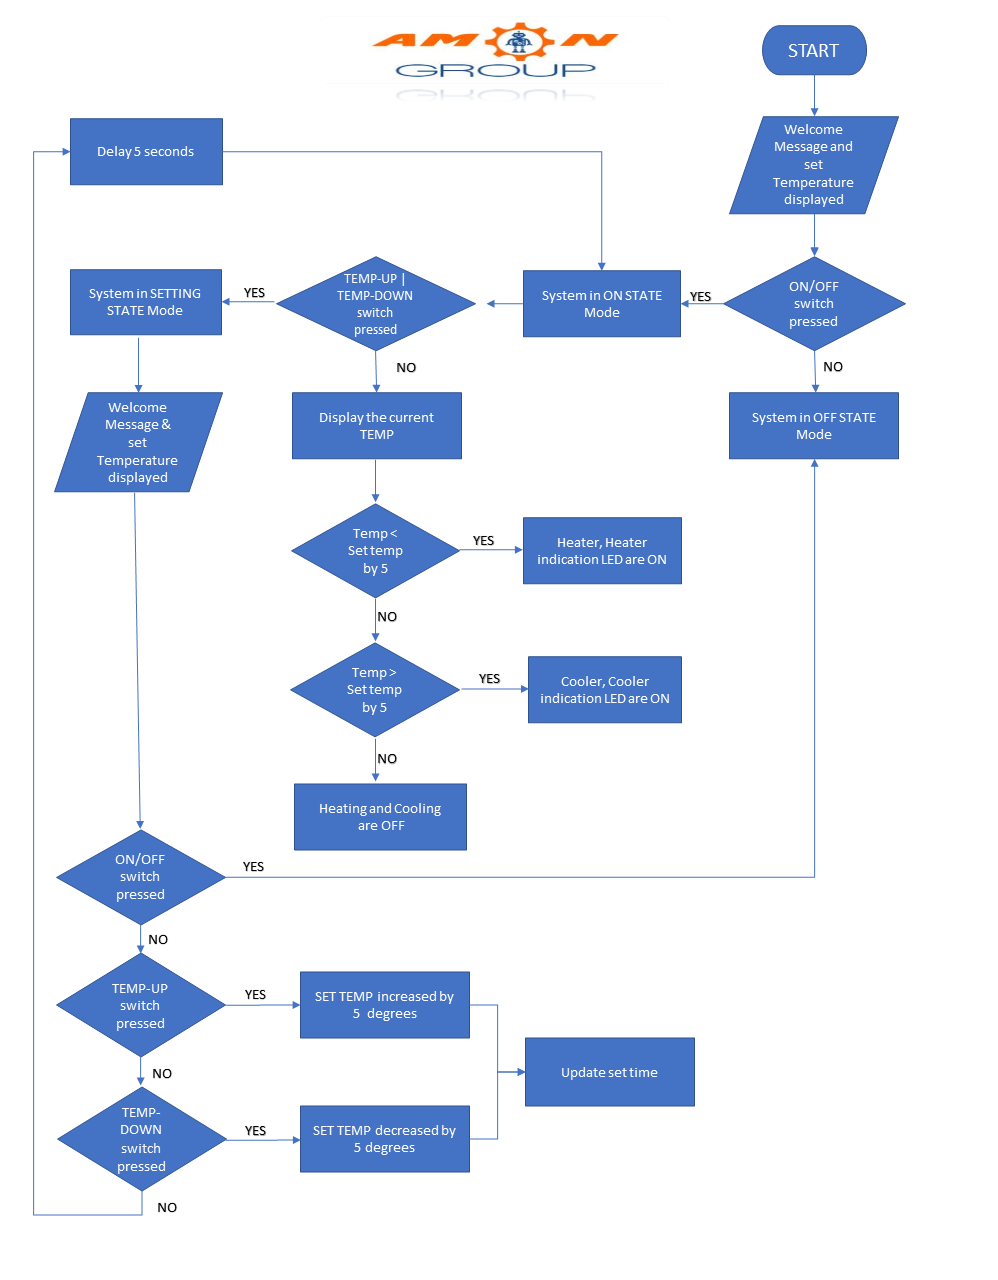 AMON
GROUP
START
Welcome
Message and
set
Temperature
displayed
Delay 5 seconds
ON/OFF
switch
pressed
YES
NO
System in ON STATE
Mode
TEMP-UP |
TEMP-DOWN
switch
pressed
YES
NO
System in SETTING
STATE Mode
System in OFF STATE
Mode
Welcome
Message &
set
Temperature
displayed
Display the current
TEMP
Temp <
Set temp
by 5
YES
Heater, Heater
indication LED are ON
NO
Temp >
Set temp
by 5
YES
Cooler, Cooler
indication LED are ON
NO
Heating and Cooling
are OFF
ON/OFF
switch
pressed
YES
NO
TEMP-UP
switch
pressed
YES
SET TEMP increased by
5  degrees
NO
Update set time
TEMP-
DOWN
switch
pressed
YES
SET TEMP decreased by
5 degrees
NO